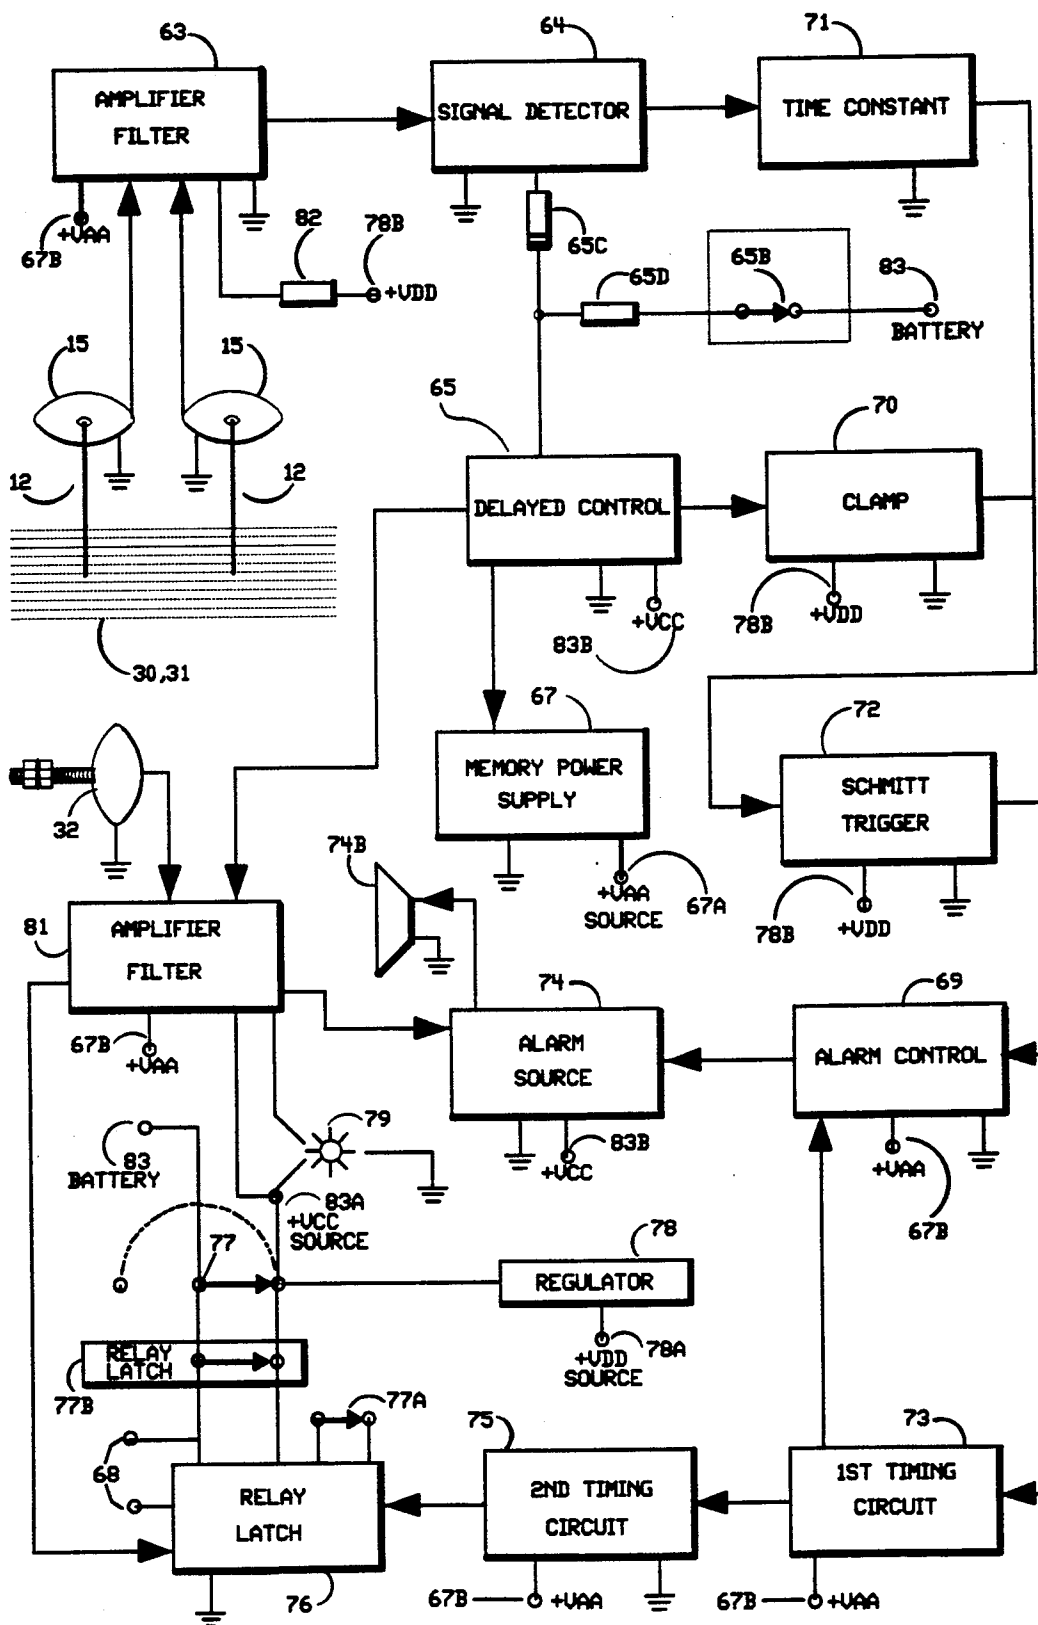 63
AMPLIFIER
FILTER
64
SIGNAL DETECTOR
71
TIME CONSTANT
67B
+VAA
82
78B
+VDD
65C
65D
65B
83
BATTERY
15
15
12
12
30,31
65
DELAYED CONTROL
70
CLAMP
+VCC
83B
78B
+VDD
32
67
MEMORY POWER
SUPPLY
+VAA
SOURCE
67A
72
SCHMITT
TRIGGER
78B
+VDD
74B
81
AMPLIFIER
FILTER
67B
+VAA
74
ALARM
SOURCE
83B
+VCC
69
ALARM CONTROL
+VAA
67B
83
BATTERY
79
83A
+VCC
SOURCE
77
78
REGULATOR
78A
+VDD
SOURCE
RELAY
LATCH
77B
77A
68
RELAY
LATCH
76
75
2ND TIMING
CIRCUIT
67B
+VAA
73
1ST TIMING
CIRCUIT
67B
+VAA